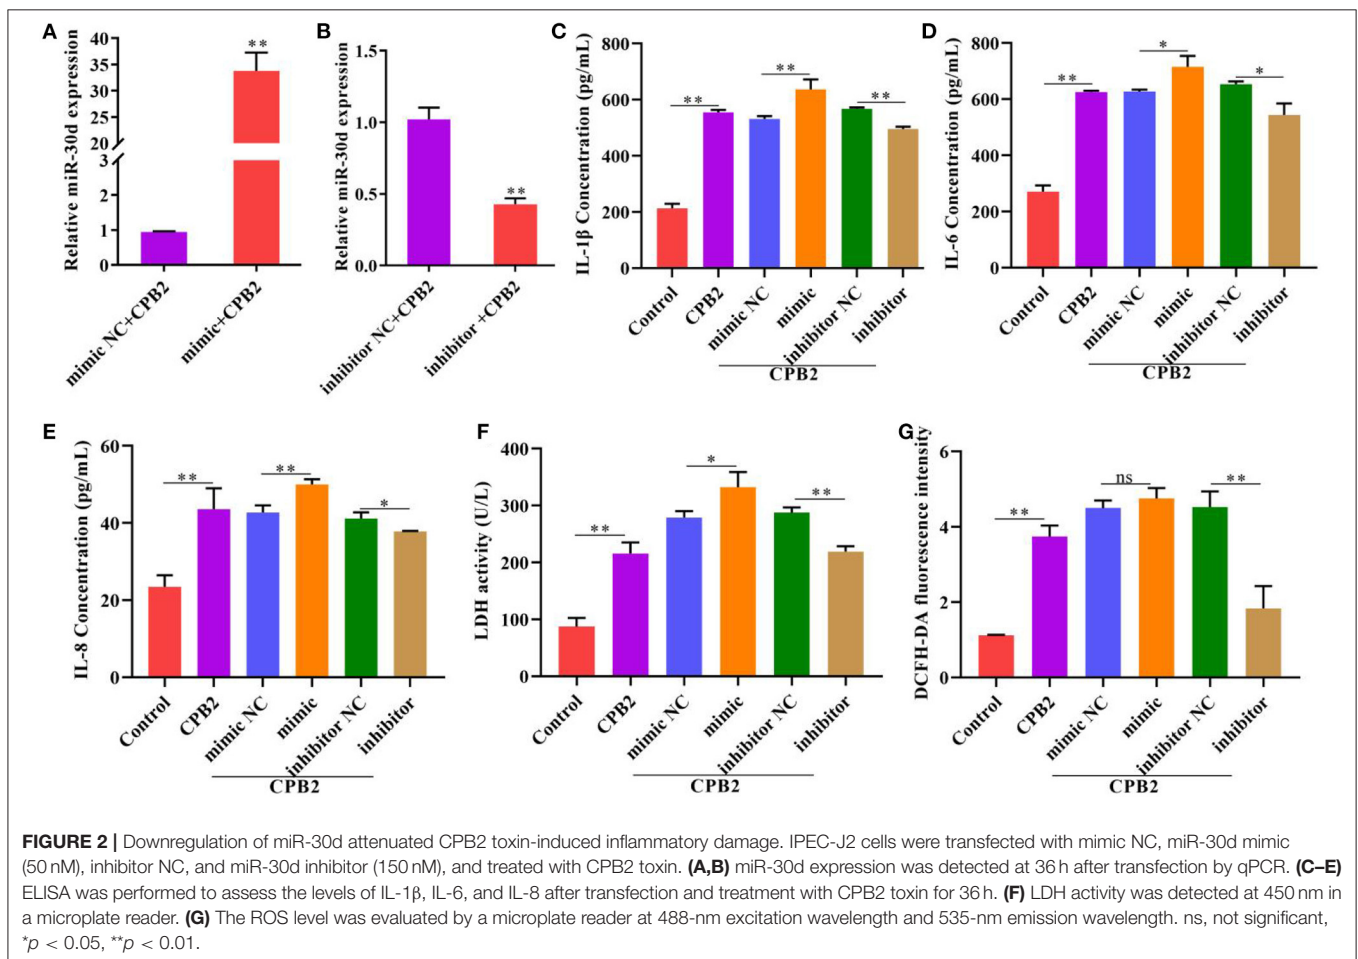 A
Relative miR-30d expression
40
35
30
25
20
3
2
1
0
**
mimic NC+CPB2
mimic+CPB2
B
Relative miR-30d expression
1.5
1.0
0.5
0.0
**
inhibitor NC+CPB2
inhibitor +CPB2
C
IL-1β Concentration (pg/mL)
800
600
400
200
0
**
**
**
Control
CPB2
mimic NC
mimic
inhibitor NC
inhibitor
CPB2
D
IL-6 Concentration (pg/mL)
800
600
400
200
0
**
*
*
Control
CPB2
mimic NC
mimic
inhibitor NC
inhibitor
CPB2
E
IL-8 Concentration (pg/mL)
60
40
20
0
**
**
*
Control
CPB2
mimic NC
mimic
inhibitor NC
inhibitor
CPB2
F
LDH activity (U/L)
400
300
200
100
0
**
*
**
Control
CPB2
mimic NC
mimic
inhibitor NC
inhibitor
CPB2
G
DCFH-DA fluorescence intensity
6
4
2
0
**
ns
**
Control
CPB2
mimic NC
mimic
inhibitor NC
inhibitor
CPB2
FIGURE 2 | Downregulation of miR-30d attenuated CPB2 toxin-induced inflammatory damage. IPEC-J2 cells were transfected with mimic NC, miR-30d mimic
(50 nM), inhibitor NC, and miR-30d inhibitor (150 nM), and treated with CPB2 toxin. (A,B) miR-30d expression was detected at 36 h after transfection by qPCR. (C–E)
ELISA was performed to assess the levels of IL-1β, IL-6, and IL-8 after transfection and treatment with CPB2 toxin for 36 h. (F) LDH activity was detected at 450 nm in
a microplate reader. (G) The ROS level was evaluated by a microplate reader at 488-nm excitation wavelength and 535-nm emission wavelength. ns, not significant,
*p < 0.05, **p < 0.01.